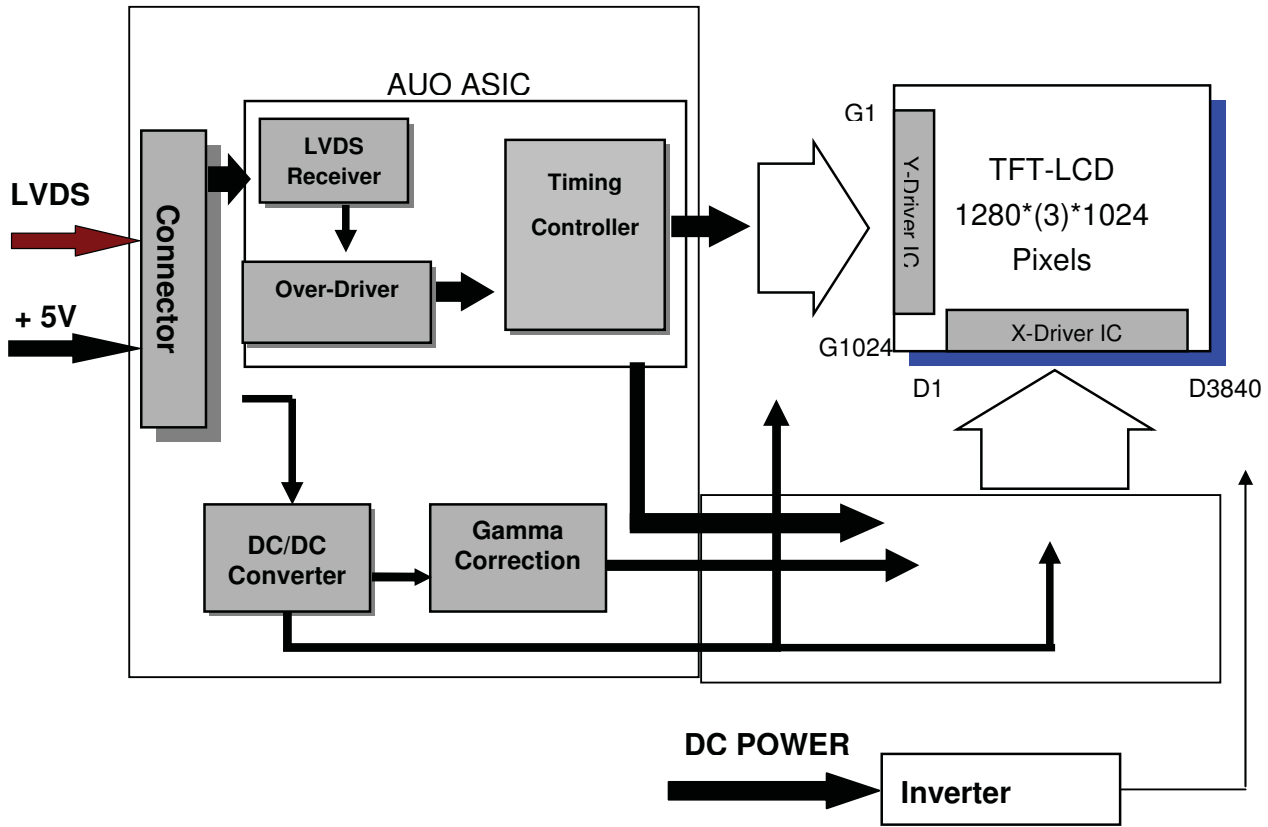 AUO ASIC
LVDS
Receiver
Timing
Controller
Over-Driver
LVDS
+ 5V
Connector
G1
Y-Driver IC
TFT-LCD
1280*(3)*1024
Pixels
X-Driver IC
G1024
D1
D3840
DC/DC
Converter
Gamma
Correction
DC POWER
Inverter